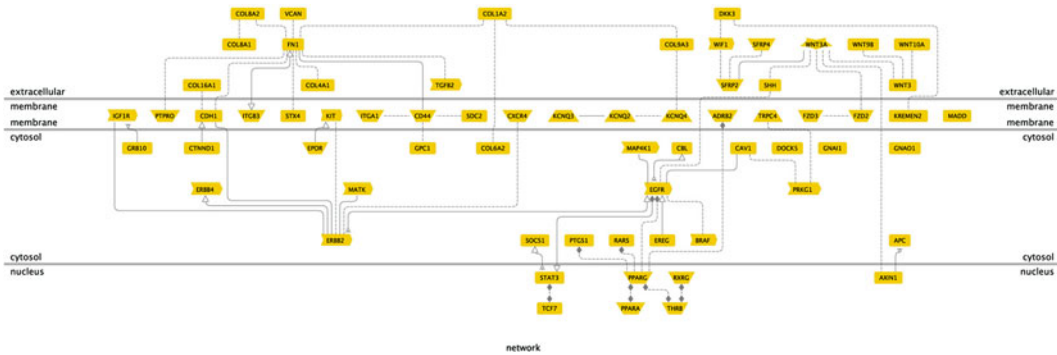 COL8A2 VCAN COL1A2 DKK3
COL8A1 FN1 COL9A3 WIF1 SFRP4 WNT3A WNT9B WNT10A
COL16A1 COL4A1 TGFB2 SFRP2 SHH WNT3
extracellular extracellular
membrane membrane
IGF1R PTPRO CDH1 ITGB3 STX4 KIT ITGA1 CD44 SDC2 CXCR4 KCNQ3 KCNQ2 KCNQ4 ADRB2 TRPC4 FZD3 FZD2 KREMEN2 MADD
membrane membrane
cytosol cytosol
GRB10 CTNND1 EPOR GPC1 COL6A2 MAP4K1 CBL CAV1 DOCK5 GNAI1 GNAO1
ERBB4 MATK EGFR PRKG1
ERBB2 SOCS1 PTGS1 RARS EREG BRAF APC
cytosol cytosol
nucleus nucleus
STAT3 PPARG RXRG AXIN1
TCF7 PPARA THRB
network